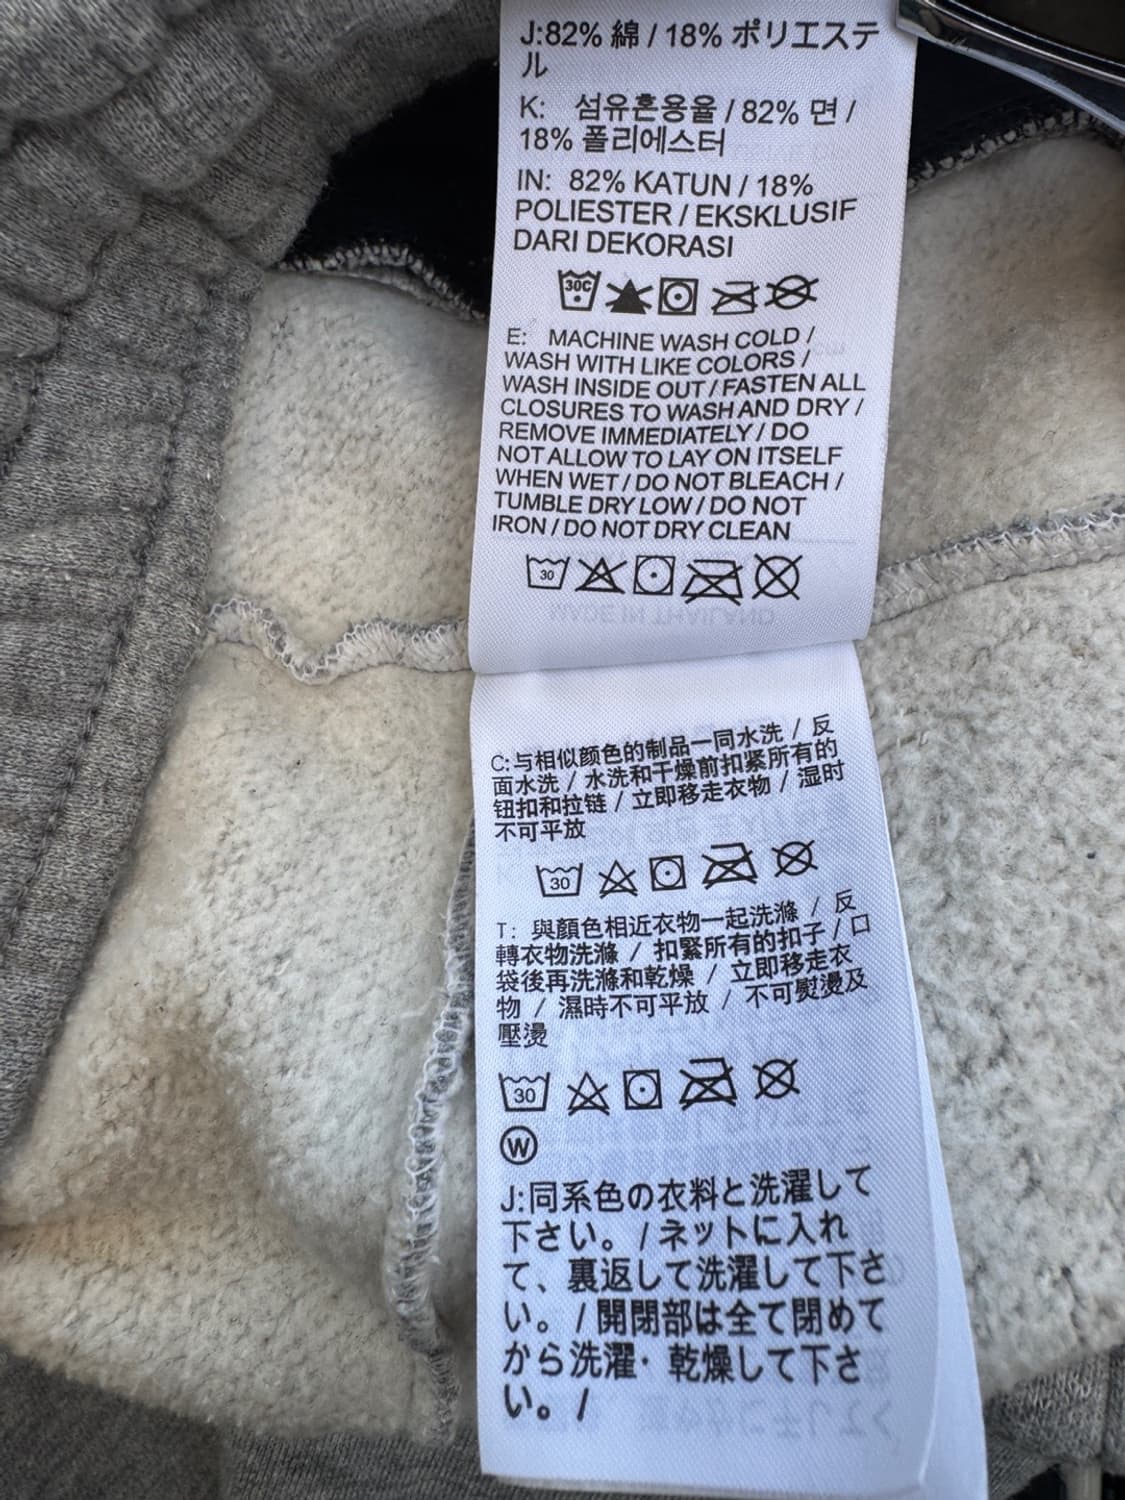 J:82% 綿 / 18% ポリエステ
ル
K: 섬유혼용율 / 82% 면 /
18% 폴리에스터
IN: 82% KATUN / 18%
POLIESTER / EKSKLUSIF
DARI DEKORASI
30C
E: MACHINE WASH COLD /
WASH WITH LIKE COLORS /
WASH INSIDE OUT / FASTEN ALL
CLOSURES TO WASH AND DRY /
REMOVE IMMEDIATELY / DO
NOT ALLOW TO LAY ON ITSELF
WHEN WET / DO NOT BLEACH /
TUMBLE DRY LOW / DO NOT
IRON / DO NOT DRY CLEAN
30
MADE IN THAILAND
C:与相似颜色的制品一同水洗 / 反
面水洗 / 水洗和干燥前扣紧所有的
钮扣和拉链 / 立即移走衣物 / 湿时
不可平放
30
T: 與顏色相近衣物一起洗滌 / 反
轉衣物洗滌 / 扣緊所有的扣子 / 口
袋後再洗滌和乾燥 / 立即移走衣
物 / 濕時不可平放 / 不可熨燙及
壓燙
30
W
J:同系色の衣料と洗濯して
下さい。/ ネットに入れ
て、裏返して洗濯して下さ
い。/ 開閉部は全て閉めて
から洗濯・乾燥して下さ
い。/